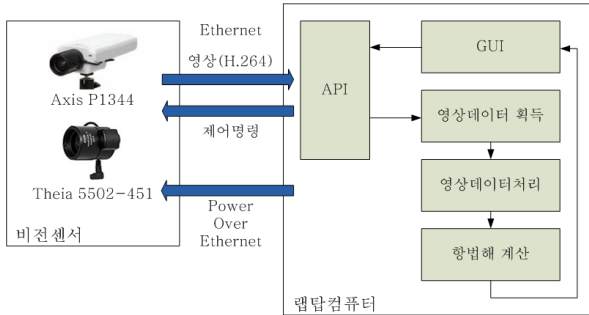 Axis P1344
Theia 5502-451
비전센서
Ethernet
영상(H.264)
제어명령
Power
Over
Ethernet
API
GUI
영상데이터 획득
영상데이터처리
항법해 계산
랩탑컴퓨터